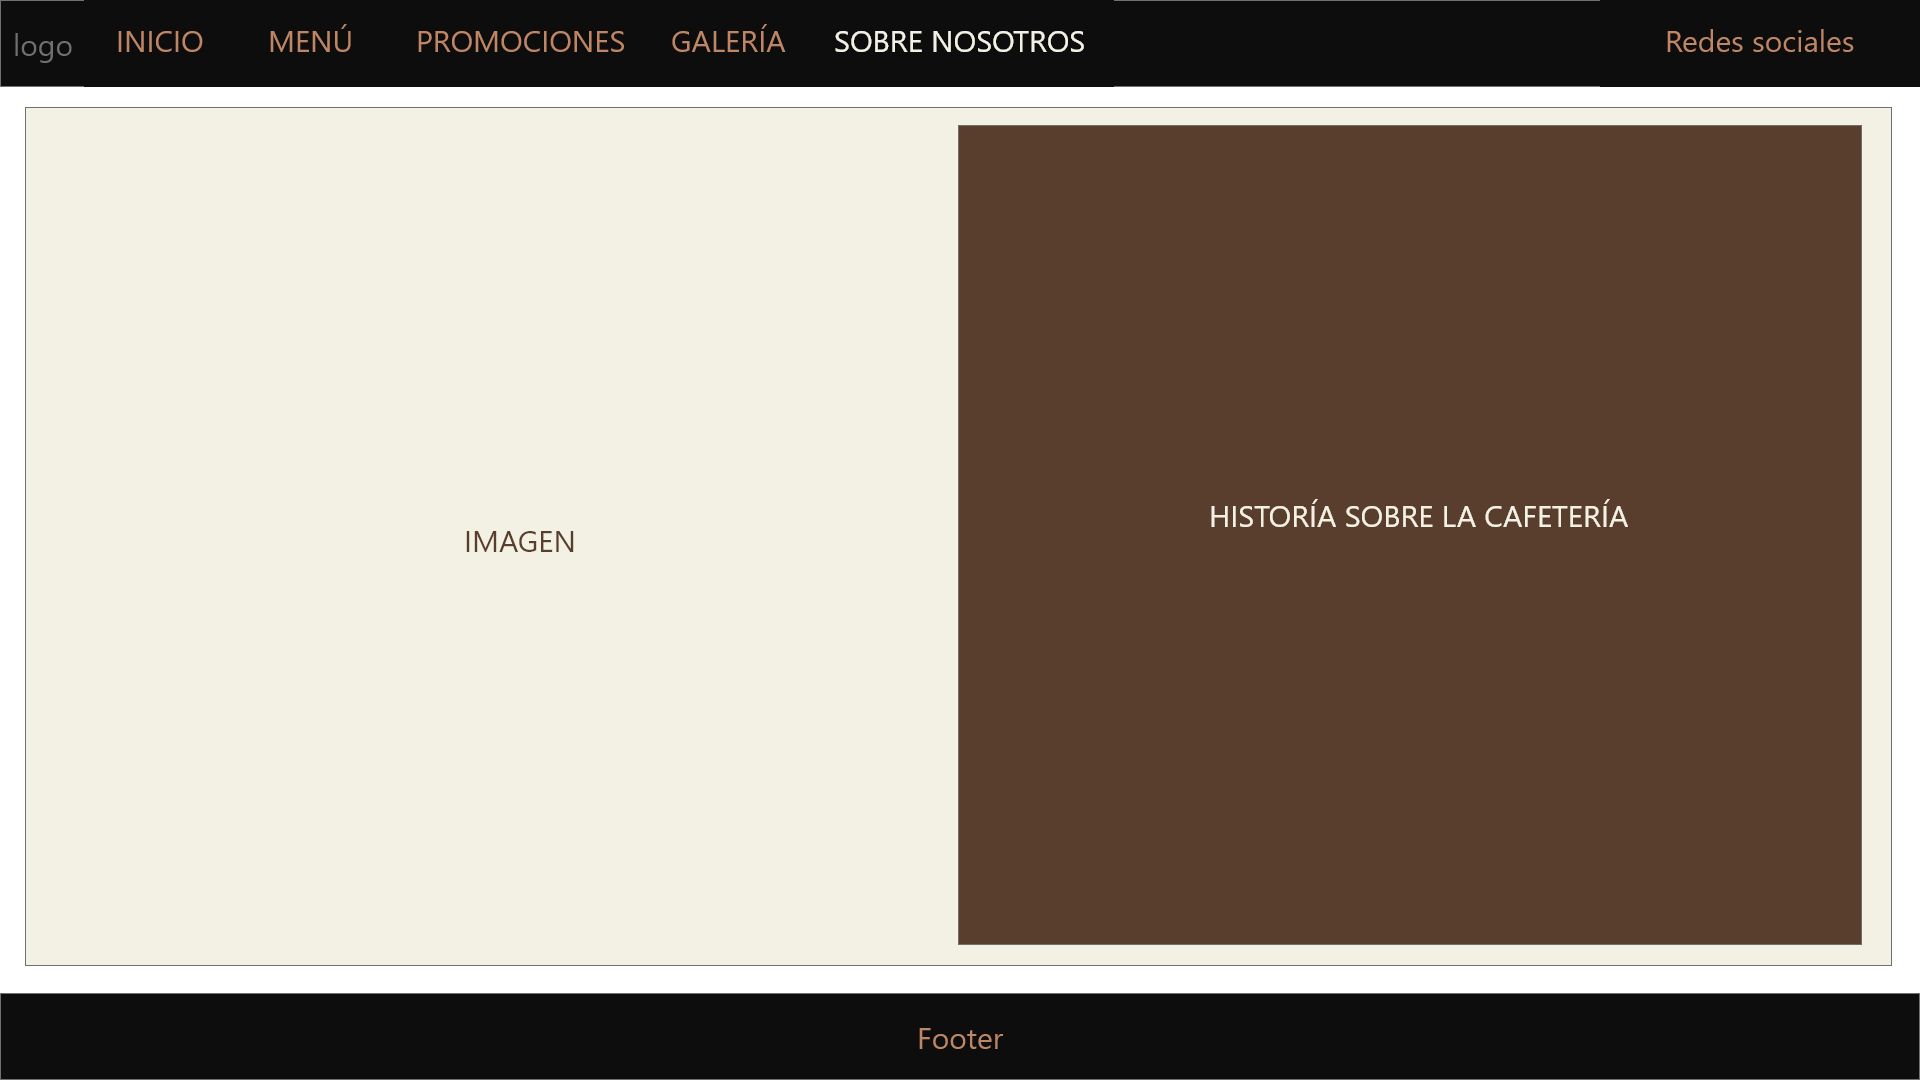 logo
INICIO
MENÚ
PROMOCIONES
GALERÍA
SOBRE NOSOTROS
Redes sociales
IMAGEN
HISTORÍA SOBRE LA CAFETERÍA
Footer